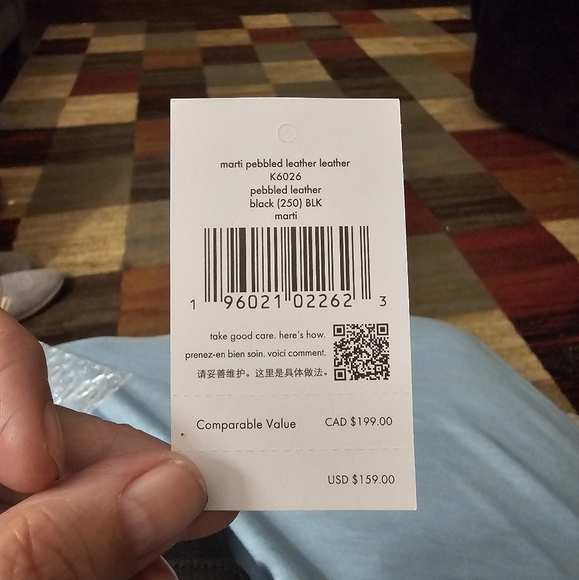 marti pebbled leather leather
K6026
pebbled leather
black (250) BLK
marti
1 96021 02262 3
take good care. here's how.
prenez-en bien soin. voici comment.
请妥善维护。这里是具体做法。
Comparable Value CAD $199.00
USD $159.00